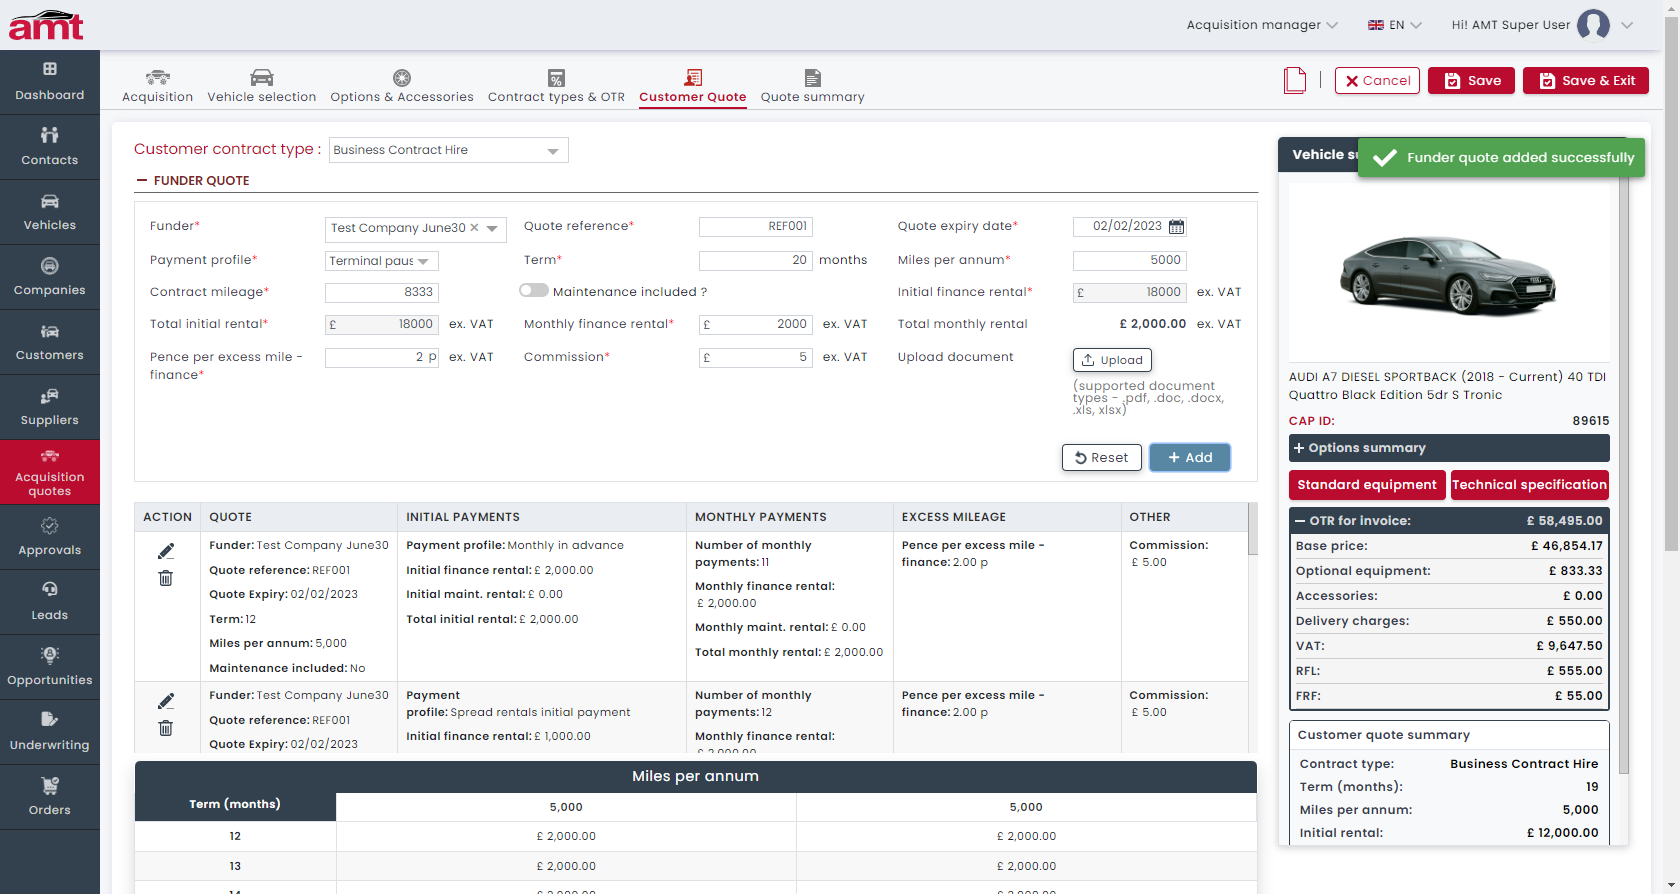 amt
Acquisition manager
EN
Hi! AMT Super User
Dashboard
Contacts
Vehicles
Companies
Customers
Suppliers
Acquisition
quotes
Approvals
Leads
Opportunities
Underwriting
Orders
Acquisition
Vehicle selection
Options & Accessories
Contract types & OTR
Customer Quote
Quote summary
Cancel
Save
Save & Exit
Customer contract type :
Business Contract Hire
FUNDER QUOTE
Funder*
Test Company June30
Quote reference*
REF001
Quote expiry date*
02/02/2023
Payment profile*
Terminal paus
Term*
20
months
Miles per annum*
5000
Contract mileage*
8333
Maintenance included ?
Initial finance rental*
£ 18000
ex. VAT
Total initial rental*
£ 18000
ex. VAT
Monthly finance rental*
£ 2000
ex. VAT
Total monthly rental
£ 2,000.00 ex. VAT
Pence per excess mile -
finance*
2 p
ex. VAT
Commission*
£ 5
ex. VAT
Upload document
Upload
(supported document
types - .pdf, .doc, .docx,
.xls, xlsx)
Reset
+ Add
ACTION QUOTE INITIAL PAYMENTS MONTHLY PAYMENTS EXCESS MILEAGE OTHER
Funder: Test Company June30
Quote reference: REF001
Quote Expiry: 02/02/2023
Term: 12
Miles per annum: 5,000
Maintenance included: No
Payment profile: Monthly in advance
Initial finance rental: £ 2,000.00
Initial maint. rental: £ 0.00
Total initial rental: £ 2,000.00
Number of monthly
payments: 11
Monthly finance rental:
£ 2,000.00
Monthly maint. rental: £ 0.00
Total monthly rental: £ 2,000.00
Pence per excess mile -
finance: 2.00 p
Commission:
£ 5.00
Funder: Test Company June30
Quote reference: REF001
Quote Expiry: 02/02/2023
Payment
profile: Spread rentals initial payment
Initial finance rental: £ 1,000.00
Number of monthly
payments: 12
Monthly finance rental:
£ 2,000.00
Pence per excess mile -
finance: 2.00 p
Commission:
£ 5.00
Miles per annum
Term (months)
5,000 5,000
12 £ 2,000.00 £ 2,000.00
13 £ 2,000.00 £ 2,000.00
14 £ 2,000.00 £ 2,000.00
Vehicle su
Funder quote added successfully
AUDI A7 DIESEL SPORTBACK (2018 - Current) 40 TDI
Quattro Black Edition 5dr S Tronic
CAP ID: 89615
+ Options summary
Standard equipment
Technical specification
— OTR for invoice: £ 58,495.00
Base price: £ 46,854.17
Optional equipment: £ 833.33
Accessories: £ 0.00
Delivery charges: £ 550.00
VAT: £ 9,647.50
RFL: £ 555.00
FRF: £ 55.00
Customer quote summary
Contract type: Business Contract Hire
Term (months): 19
Miles per annum: 5,000
Initial rental: £ 12,000.00